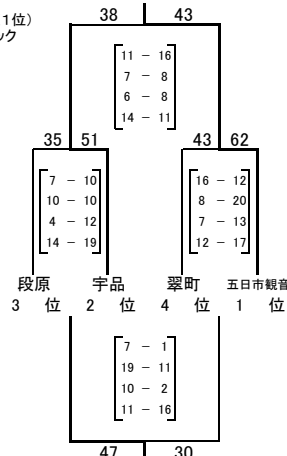 1位)
ック
38 43
11 - 16
7 - 8
6 - 8
14 - 11
35 51 43 62
7 - 10 16 - 12
10 - 10 8 - 20
4 - 12 7 - 13
14 - 19 12 - 17
段原 宇品 翠町 五日市観音
3 位 2 位 4 位 1 位
7 - 1
19 - 11
10 - 2
11 - 16
47 30